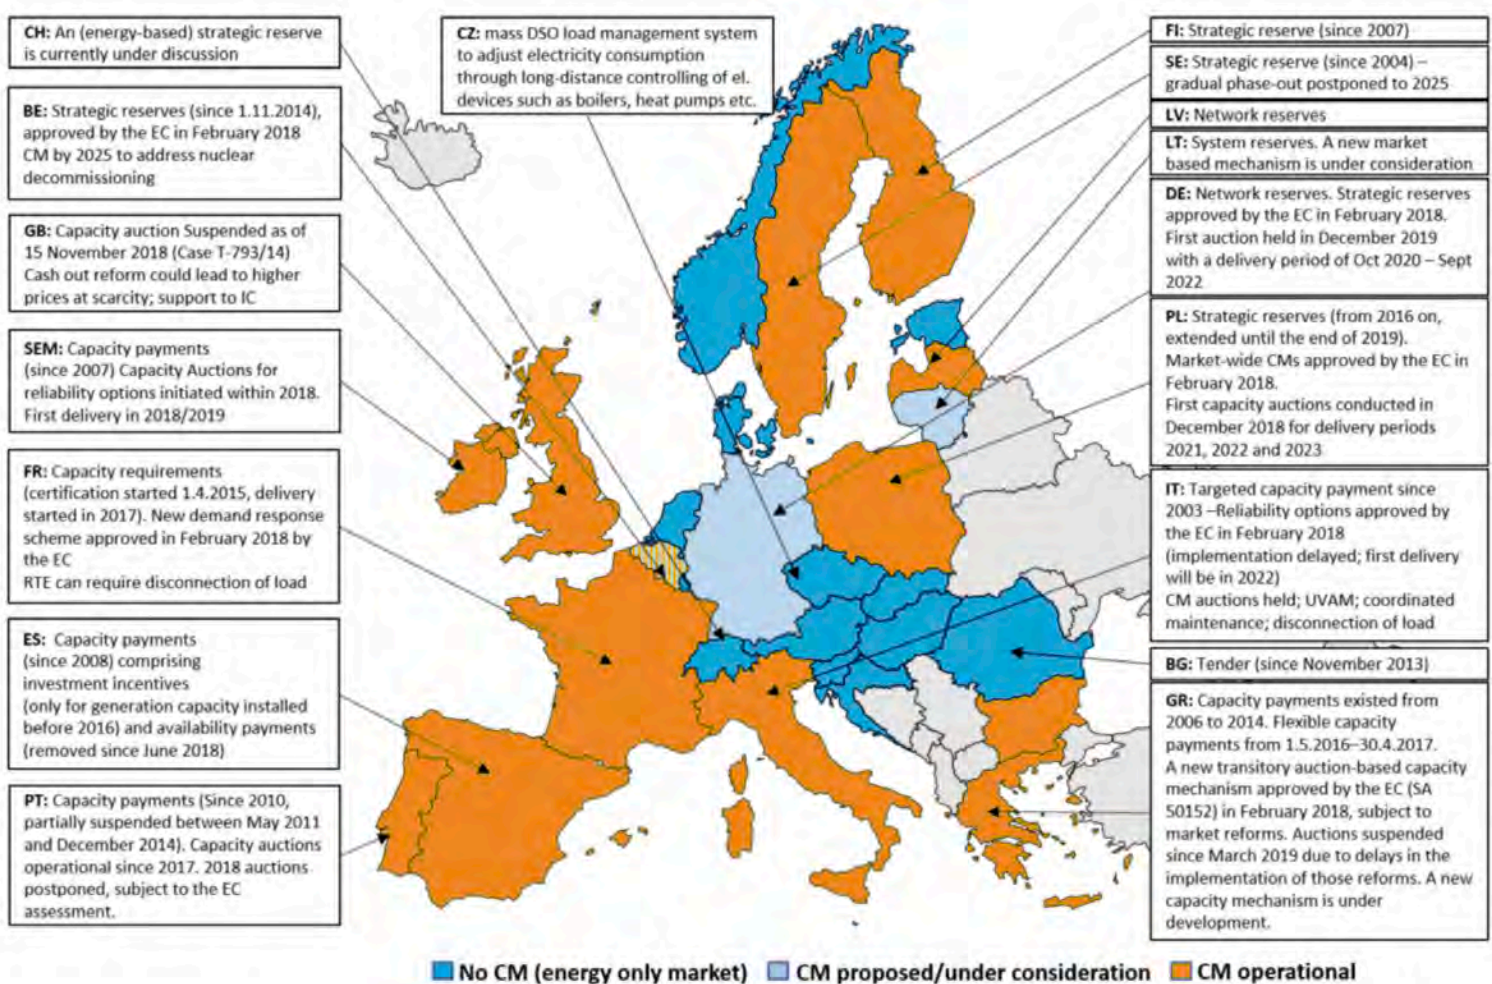 CH: An (energy-based) strategic reserve
is currently under discussion
BE: Strategic reserves (since 1.11.2014),
approved by the EC in February 2018
CM by 2025 to address nuclear
decommissioning
GB: Capacity auction Suspended as of
15 November 2018 (Case T-793/14)
Cash out reform could lead to higher
prices at scarcity; support to IC
SEM: Capacity payments
(since 2007) Capacity Auctions for
reliability options initiated within 2018.
First delivery in 2018/2019
FR: Capacity requirements
(certification started 1.4.2015, delivery
started in 2017). New demand response
scheme approved in February 2018 by
the EC
RTE can require disconnection of load
ES: Capacity payments
(since 2008) comprising
investment incentives
(only for generation capacity installed
before 2016) and availability payments
(removed since June 2018)
PT: Capacity payments (Since 2010,
partially suspended between May 2011
and December 2014). Capacity auctions
operational since 2017. 2018 auctions
postponed, subject to the EC
assessment.
CZ: mass DSO load management system
to adjust electricity consumption
through long-distance controlling of el.
devices such as boilers, heat pumps etc.
FI: Strategic reserve (since 2007)
SE: Strategic reserve (since 2004) –
gradual phase-out postponed to 2025
LV: Network reserves
LT: System reserves. A new market
based mechanism is under consideration
DE: Network reserves. Strategic reserves
approved by the EC in February 2018.
First auction held in December 2019
with a delivery period of Oct 2020 – Sept
2022
PL: Strategic reserves (from 2016 on,
extended until the end of 2019).
Market-wide CMs approved by the EC in
February 2018.
First capacity auctions conducted in
December 2018 for delivery periods
2021, 2022 and 2023
IT: Targeted capacity payment since
2003 –Reliability options approved by
the EC in February 2018
(implementation delayed; first delivery
will be in 2022)
CM auctions held; UVAM; coordinated
maintenance; disconnection of load
BG: Tender (since November 2013)
GR: Capacity payments existed from
2006 to 2014. Flexible capacity
payments from 1.5.2016–30.4.2017.
A new transitory auction-based capacity
mechanism approved by the EC (SA
50152) in February 2018, subject to
market reforms. Auctions suspended
since March 2019 due to delays in the
implementation of those reforms. A new
capacity mechanism is under
development.
No CM (energy only market) CM proposed/under consideration CM operational